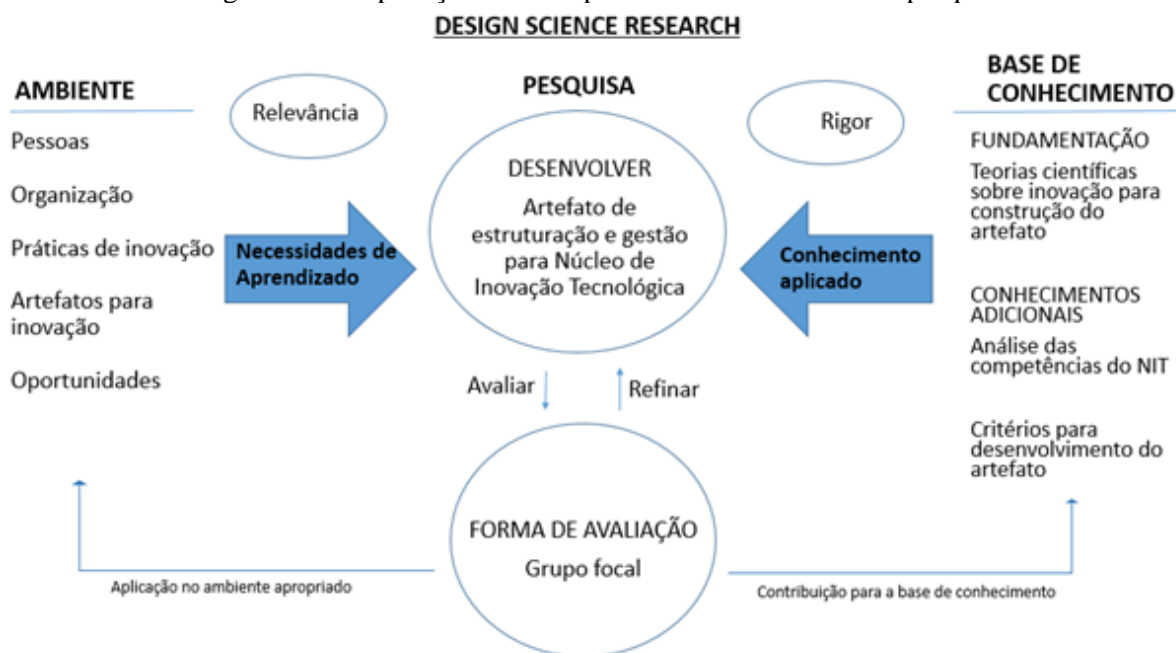 DESIGN SCIENCE RESEARCH
AMBIENTE
Pessoas
Organização
Práticas de inovação
Artefatos para
inovação
Oportunidades
Relevância
Necessidades de
Aprendizado
PESQUISA
DESENVOLVER
Artefato de
estruturação e gestão
para Núcleo de
Inovação Tecnológica
Avaliar
Refinar
FORMA DE AVALIAÇÃO
Grupo focal
Rigor
Conhecimento
aplicado
BASE DE
CONHECIMENTO
FUNDAMENTAÇÃO
Teorias científicas
sobre inovação para
construção do
artefato
CONHECIMENTOS
ADICIONAIS
Análise das
competências do NIT
Critérios para
desenvolvimento do
artefato
Aplicação no ambiente apropriado
Contribuição para a base de conhecimento